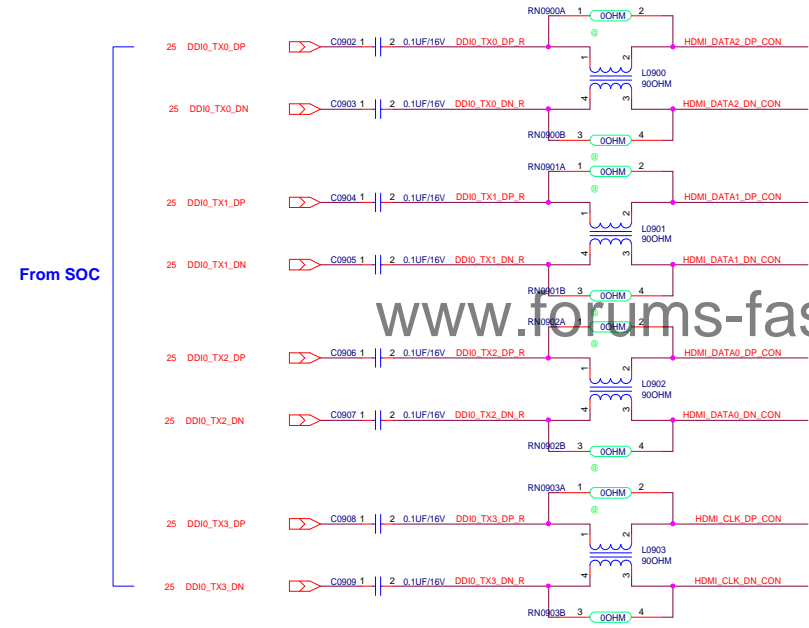 RN0900A 1 0OHM 2
@
25 DDI0_TX0_DP C0902 1 2 0.1UF/16V DDI0_TX0_DP_R HDMI_DATA2_DP_CON
1 2
L0900
90OHM
4 3
25 DDI0_TX0_DN C0903 1 2 0.1UF/16V DDI0_TX0_DN_R HDMI_DATA2_DN_CON
RN0900B 3 0OHM 4
@
RN0901A 1 0OHM 2
@
25 DDI0_TX1_DP C0904 1 2 0.1UF/16V DDI0_TX1_DP_R HDMI_DATA1_DP_CON
1 2
L0901
90OHM
4 3
25 DDI0_TX1_DN C0905 1 2 0.1UF/16V DDI0_TX1_DN_R HDMI_DATA1_DN_CON
From SOC
RN0901B 3 0OHM 4
@
www.forums-fas
RN0902A 1 0OHM 2
@
25 DDI0_TX2_DP C0906 1 2 0.1UF/16V DDI0_TX2_DP_R HDMI_DATA0_DP_CON
1 2
L0902
90OHM
4 3
25 DDI0_TX2_DN C0907 1 2 0.1UF/16V DDI0_TX2_DN_R HDMI_DATA0_DN_CON
RN0902B 3 0OHM 4
@
RN0903A 1 0OHM 2
@
25 DDI0_TX3_DP C0908 1 2 0.1UF/16V DDI0_TX3_DP_R HDMI_CLK_DP_CON
1 2
L0903
90OHM
4 3
25 DDI0_TX3_DN C0909 1 2 0.1UF/16V DDI0_TX3_DN_R HDMI_CLK_DN_CON
RN0903B 3 0OHM 4